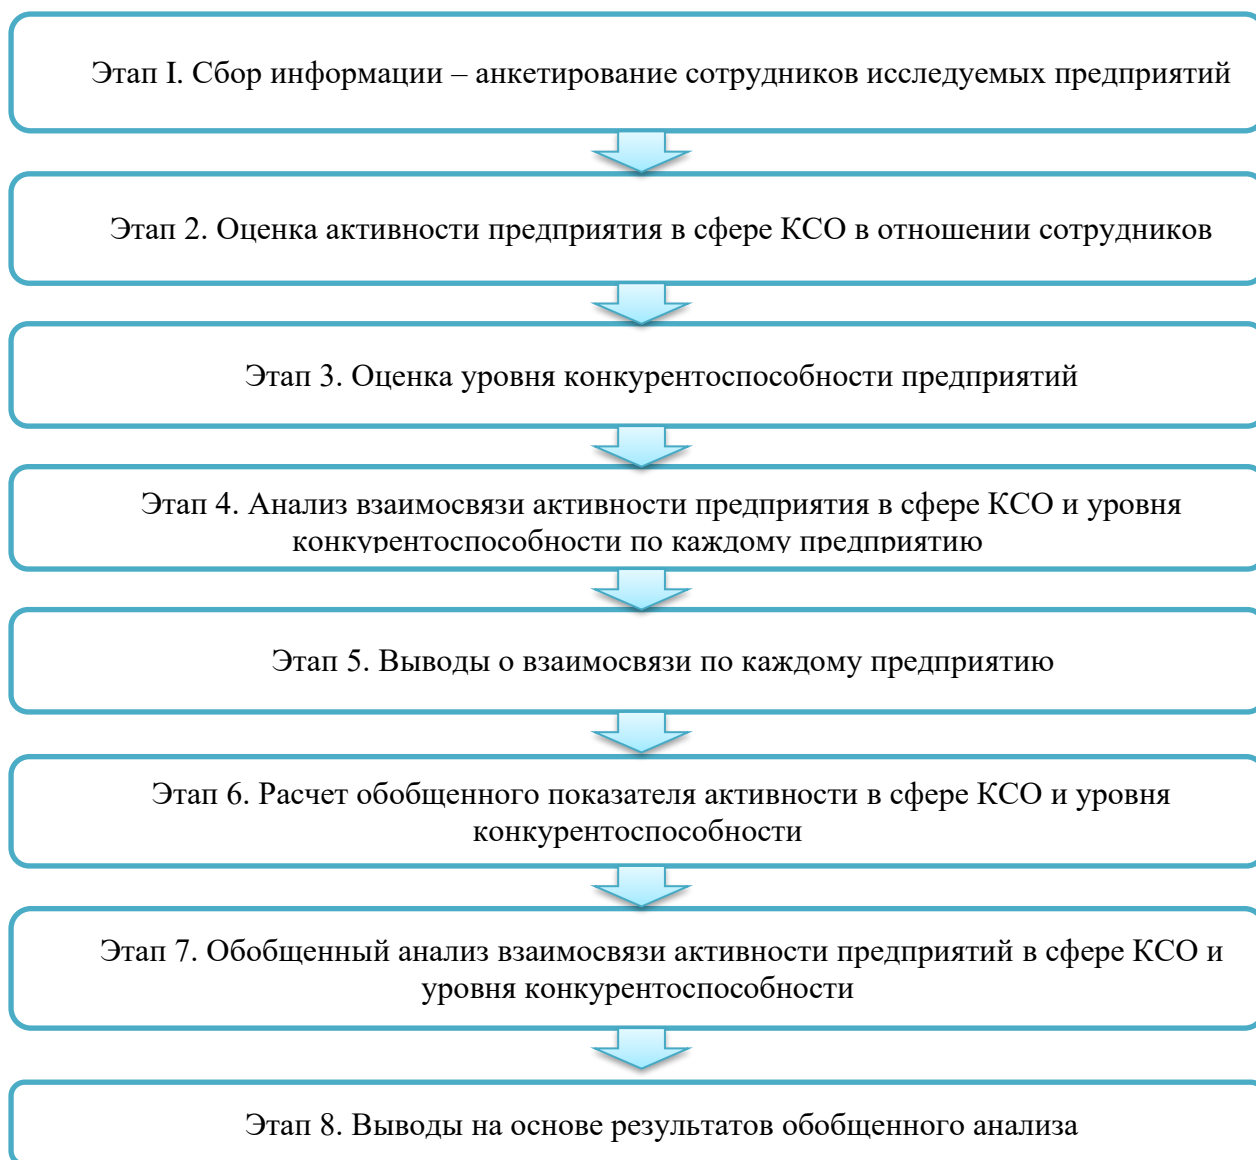 Этап I. Сбор информации – анкетирование сотрудников исследуемых предприятий
Этап 2. Оценка активности предприятия в сфере КСО в отношении сотрудников
Этап 3. Оценка уровня конкурентоспособности предприятий
Этап 4. Анализ взаимосвязи активности предприятия в сфере КСО и уровня
конкурентоспособности по каждому предприятию
Этап 5. Выводы о взаимосвязи по каждому предприятию
Этап 6. Расчет обобщенного показателя активности в сфере КСО и уровня
конкурентоспособности
Этап 7. Обобщенный анализ взаимосвязи активности предприятий в сфере КСО и
уровня конкурентоспособности
Этап 8. Выводы на основе результатов обобщенного анализа